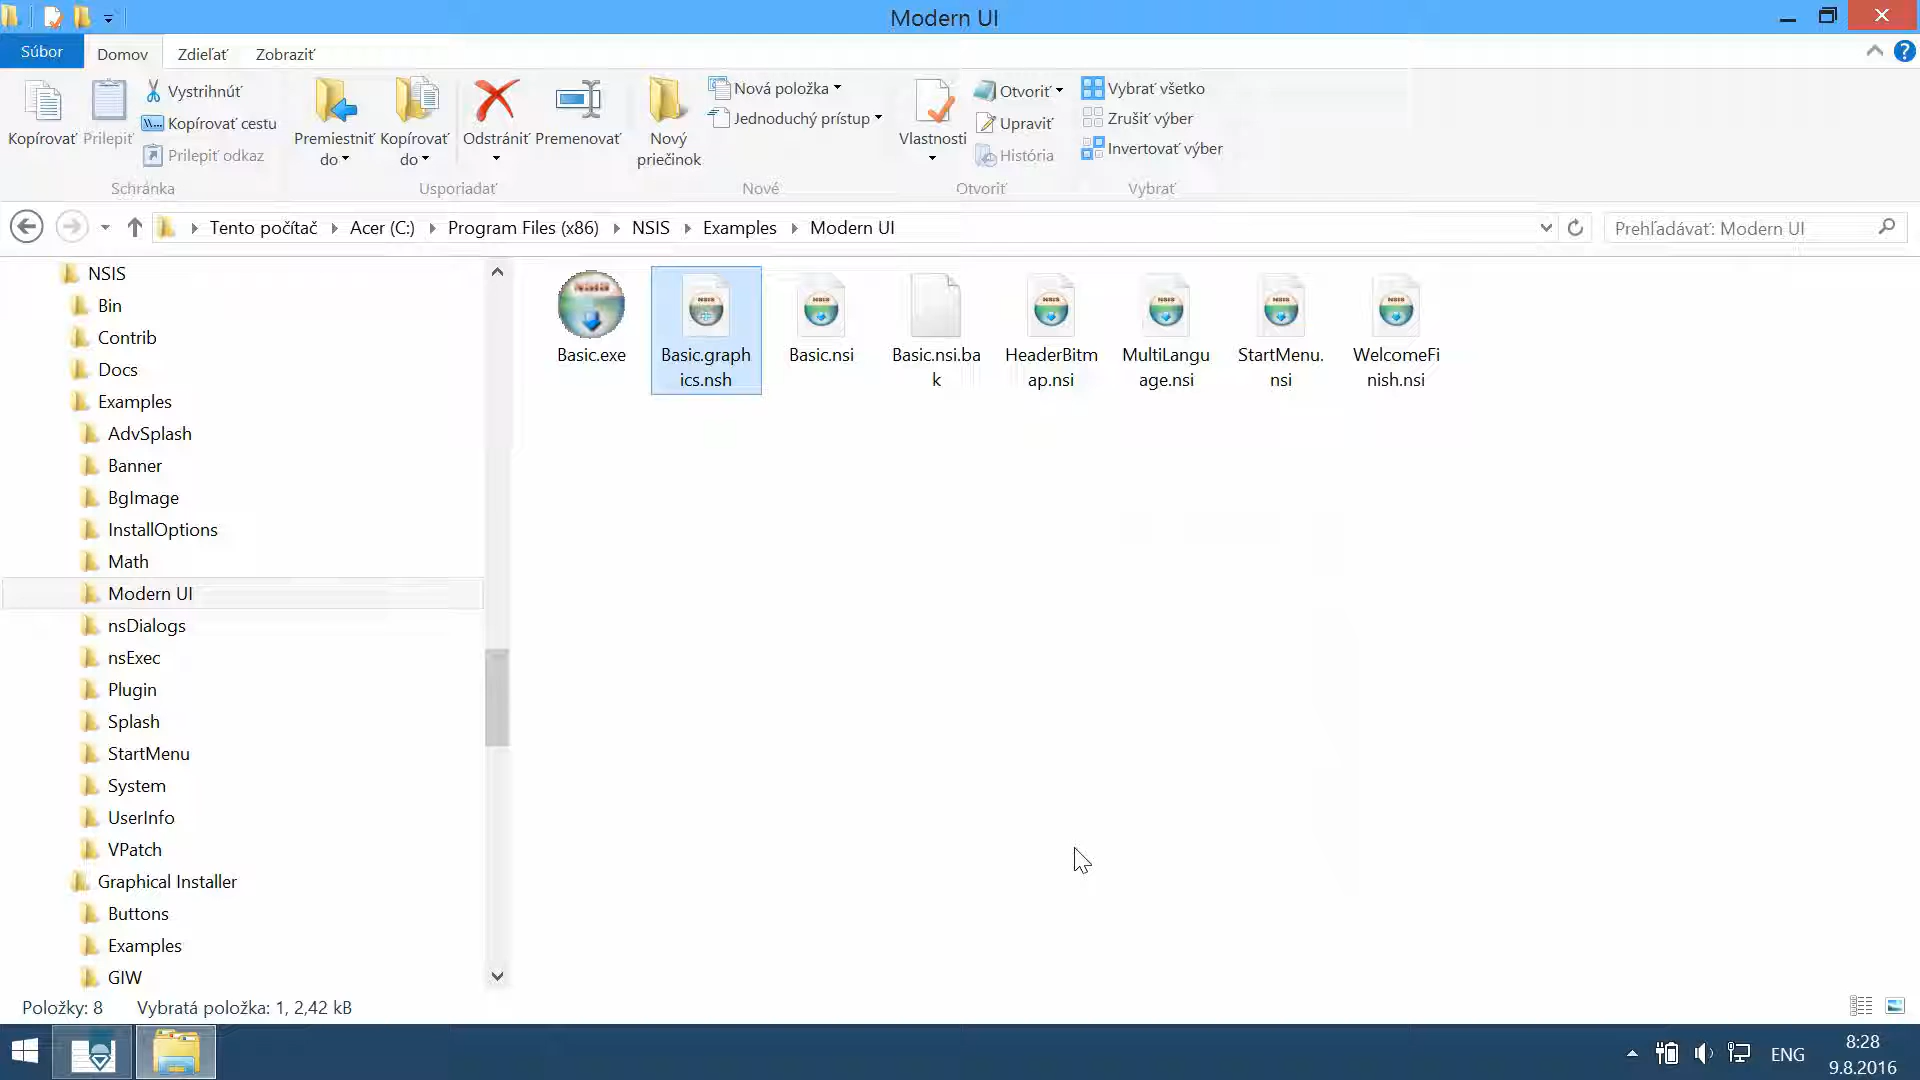 Modern UI
Súbor
Domov
Zdieľať
Zobraziť
Kopírovať
Prilepiť
Vystrihnúť
Kopírovať cestu
Prilepiť odkaz
Schránka
Premiestniť
do
Kopírovať
do
Odstrániť
Premenovať
Usporiadať
Nový
priečinok
Nová položka
Jednoduchý prístup
Nové
Vlastnosti
Otvoriť
Upraviť
História
Otvoriť
Vybrať všetko
Zrušiť výber
Invertovať výber
Vybrať
Tento počítač
Acer (C:)
Program Files (x86)
NSIS
Examples
Modern UI
Prehľadávať: Modern UI
NSIS
Bin
Contrib
Docs
Examples
AdvSplash
Banner
BgImage
InstallOptions
Math
Modern UI
nsDialogs
nsExec
Plugin
Splash
StartMenu
System
UserInfo
VPatch
Graphical Installer
Buttons
Examples
GIW
Basic.exe
Basic.graph
ics.nsh
Basic.nsi
Basic.nsi.ba
k
HeaderBitm
ap.nsi
MultiLangu
age.nsi
StartMenu.
nsi
WelcomeFi
nish.nsi
Položky: 8
Vybratá položka: 1, 2,42 kB
ENG
8:28
9.8.2016